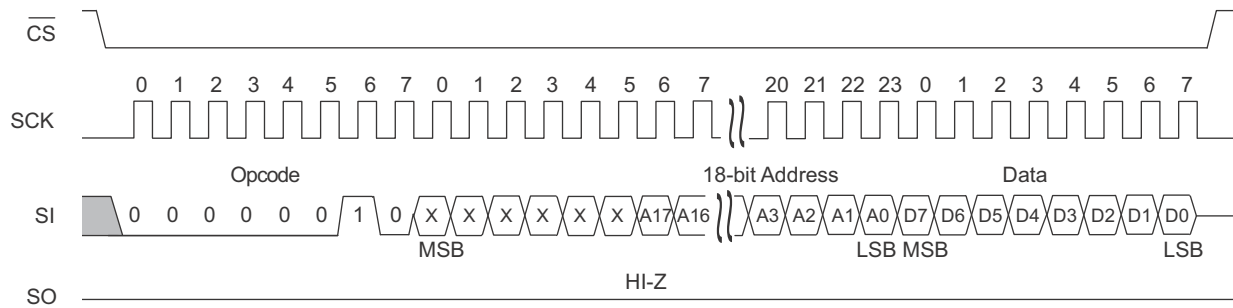 CS
0 1 2 3 4 5 6 7 0 1 2 3 4 5 6 7 20 21 22 23 0 1 2 3 4 5 6 7
SCK
Opcode 18-bit Address Data
SI 0 0 0 0 0 0 1 0 X X X X X X A17 A16 A3 A2 A1 A0 D7 D6 D5 D4 D3 D2 D1 D0
MSB LSB MSB LSB
HI-Z
SO